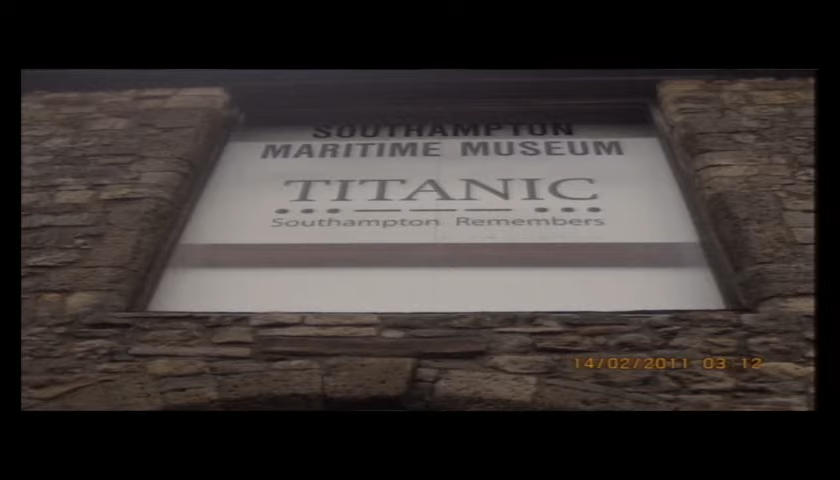 SOUTHAMPTON
MARITIME MUSEUM
TITANIC
••• — — — •••
Southampton Remembers
14/02/2011 03 12